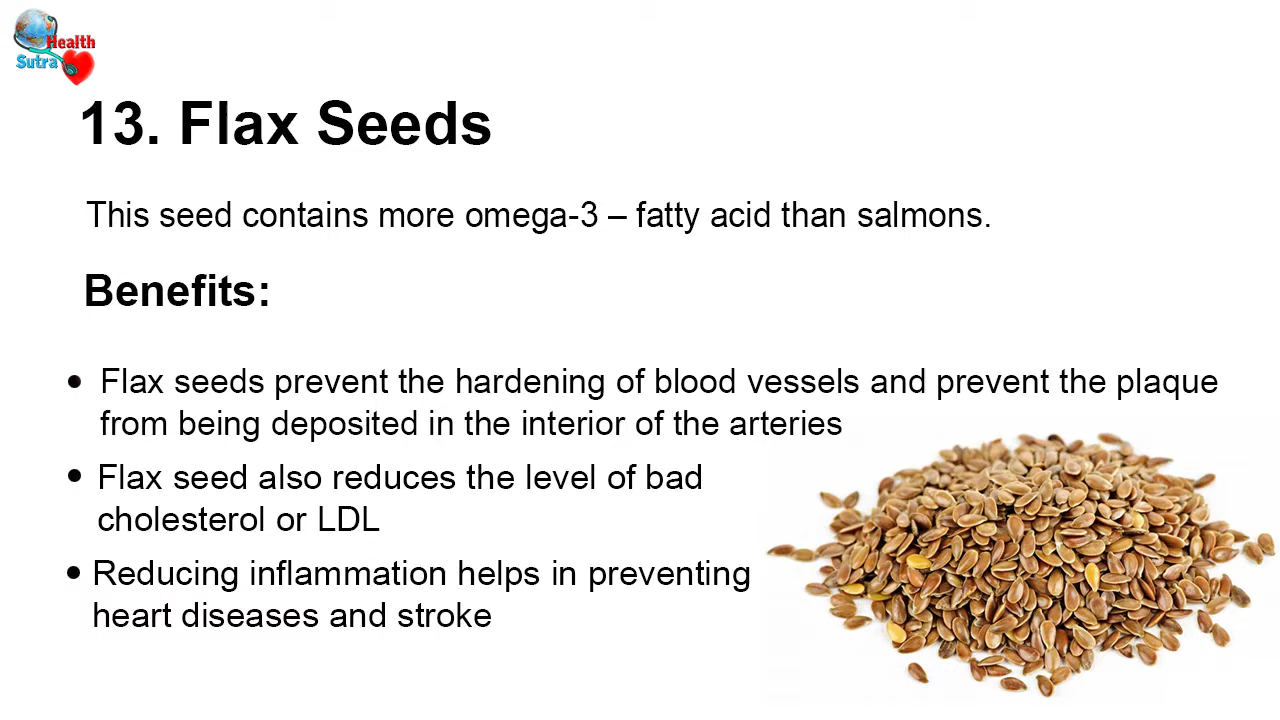 Health
Sutra
13. Flax Seeds
This seed contains more omega-3 – fatty acid than salmons.
Benefits:
• Flax seeds prevent the hardening of blood vessels and prevent the plaque
from being deposited in the interior of the arteries
• Flax seed also reduces the level of bad
cholesterol or LDL
• Reducing inflammation helps in preventing
heart diseases and stroke